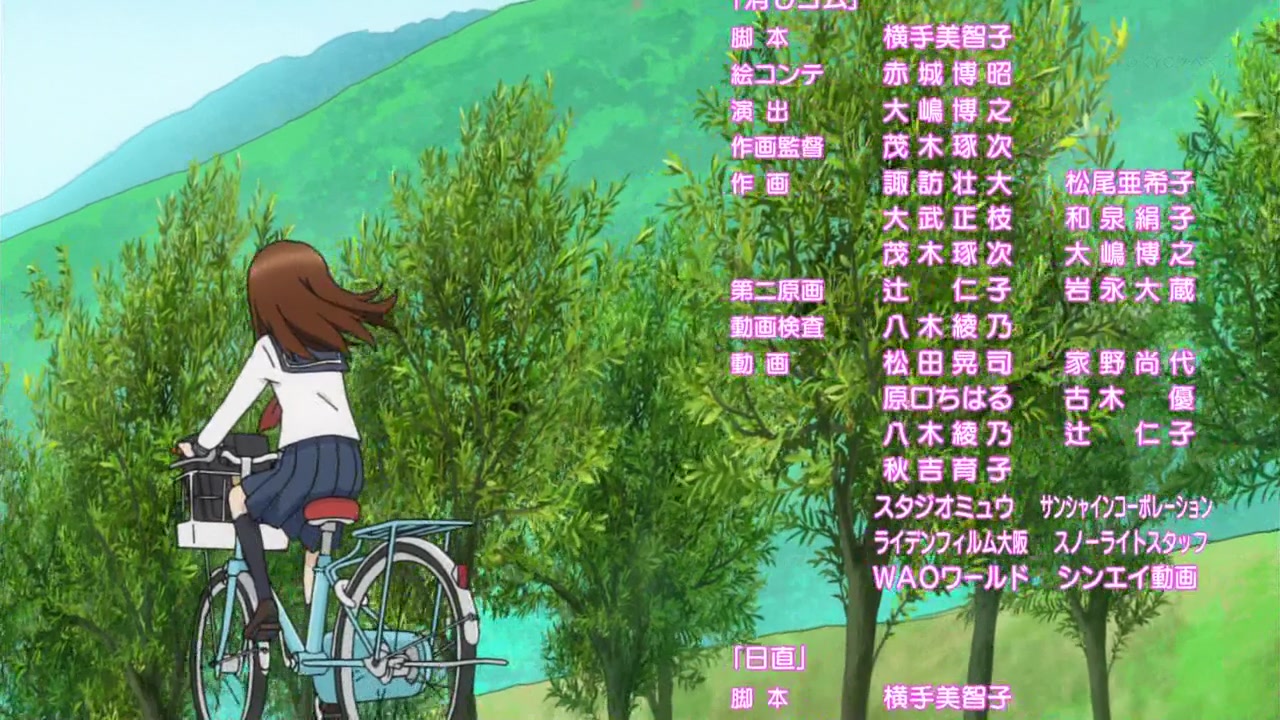 「消しゴム」
脚 本 横手美智子
絵コンテ 赤城博昭
演 出 大嶋博之
作画監督 茂木琢次
作 画 諏訪壮大 松尾亜希子
大武正枝 和泉絹子
茂木琢次 大嶋博之
第二原画 辻 仁子 岩永大蔵
動画検査 八木綾乃
動 画 松田晃司 家野尚代
原口ちはる 古木 優
八木綾乃 辻 仁子
秋吉育子
スタジオミュウ サンシャインコーポレーション
ライデンフィルム大阪 スノーライトスタッフ
WAOワールド シンエイ動画
「日直」
脚 本 横手美智子